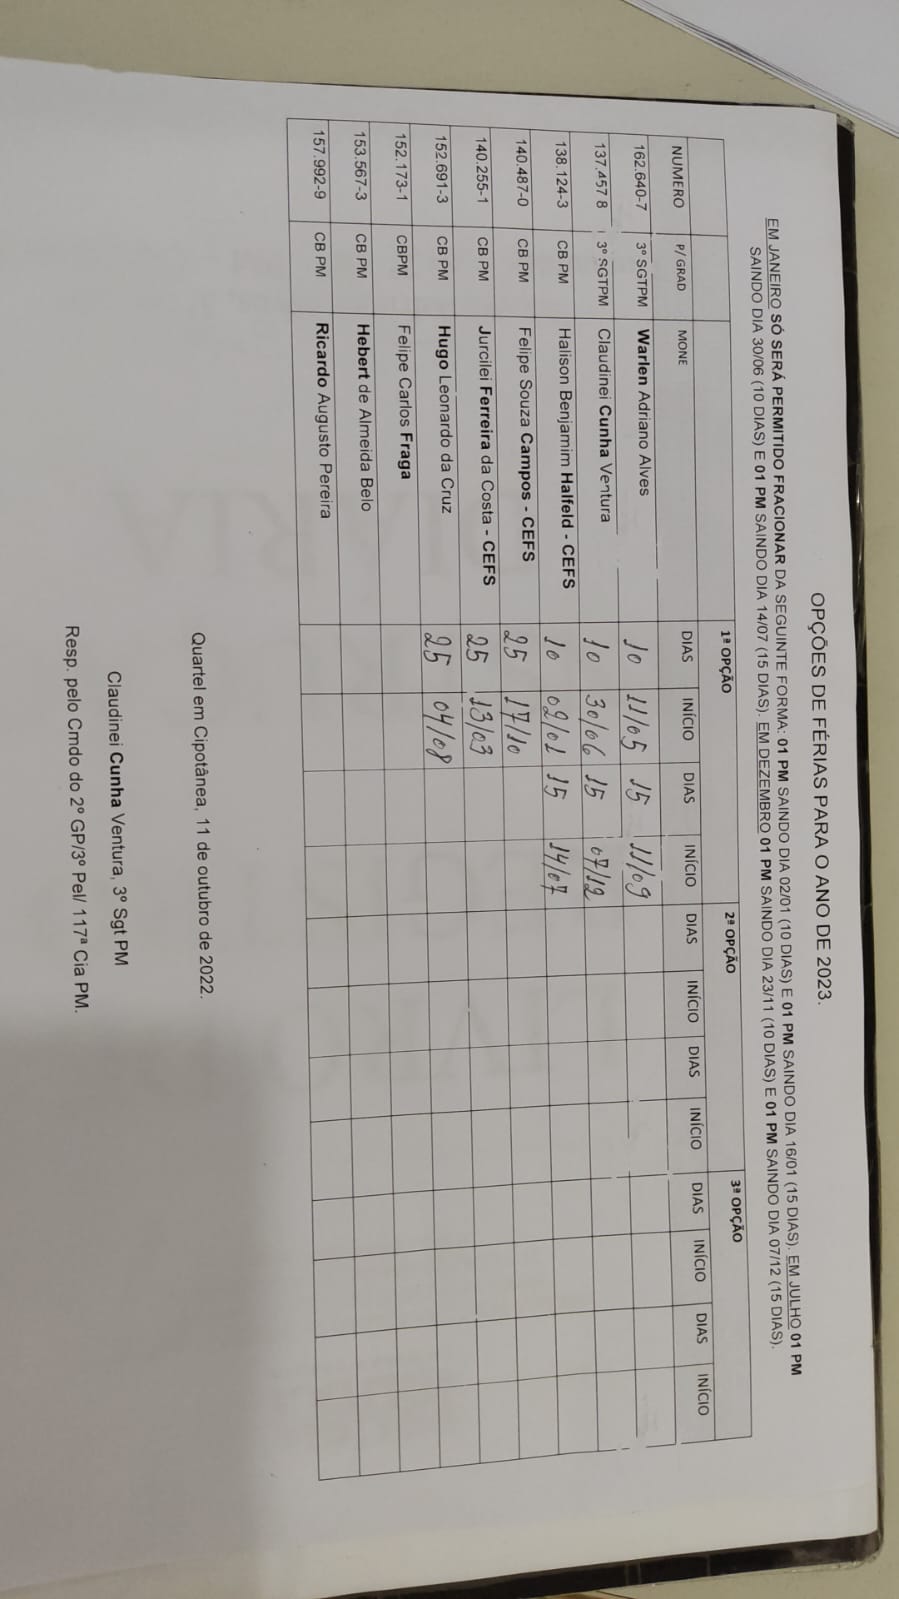 OPÇÕES DE FÉRIAS PARA O ANO DE 2023.
EM JANEIRO SÓ SERÁ PERMITIDO FRACIONAR DA SEGUINTE FORMA: 01 PM SAINDO DIA 02/01 (10 DIAS) E 01 PM SAINDO DIA 16/01 (15 DIAS). EM JULHO 01 PM
SAINDO DIA 30/06 (10 DIAS) E 01 PM SAINDO DIA 14/07 (15 DIAS). EM DEZEMBRO 01 PM SAINDO DIA 23/11 (10 DIAS) E 01 PM SAINDO DIA 07/12 (15 DIAS).
1ª OPÇÃO 2ª OPÇÃO 3ª OPÇÃO
NUMERO P/ GRAD MONE DIAS INÍCIO DIAS INÍCIO DIAS INÍCIO DIAS INÍCIO DIAS INÍCIO DIAS INÍCIO
162.640-7 3º SGTPM Warlen Adriano Alves 10 11/05 15 11/09
137.457 8 3º SGTPM Claudinei Cunha Ventura 10 30/06 15 07/12
138.124-3 CB PM Halison Benjamim Halfeld - CEFS 10 02/01 15 14/07
140.487-0 CB PM Felipe Souza Campos - CEFS 25 17/10
140.255-1 CB PM Jurcilei Ferreira da Costa - CEFS 25 13/03
152.691-3 CB PM Hugo Leonardo da Cruz 25 04/08
152.173-1 CBPM Felipe Carlos Fraga
153.567-3 CB PM Hebert de Almeida Belo
157.992-9 CB PM Ricardo Augusto Pereira
Quartel em Cipotânea, 11 de outubro de 2022.
Claudinei Cunha Ventura, 3º Sgt PM
Resp. pelo Cmdo do 2º GP/3º Pel/ 117ª Cia PM.